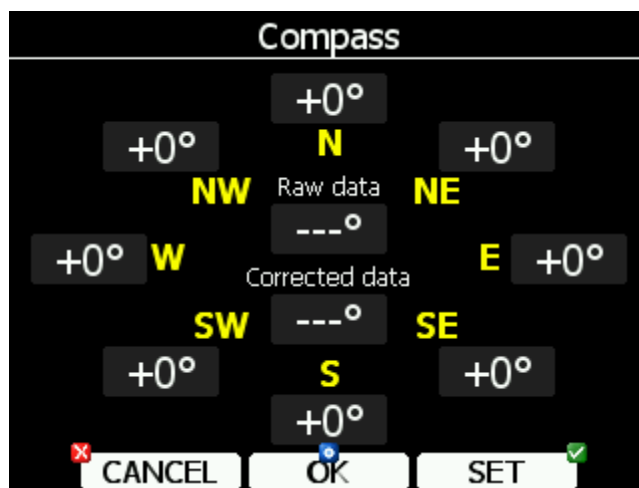 Compass
+0°
+0° N +0°
NW Raw data NE
---°
+0° W E +0°
Corrected data
SW ---° SE
+0° S +0°
+0°
CANCEL OK SET